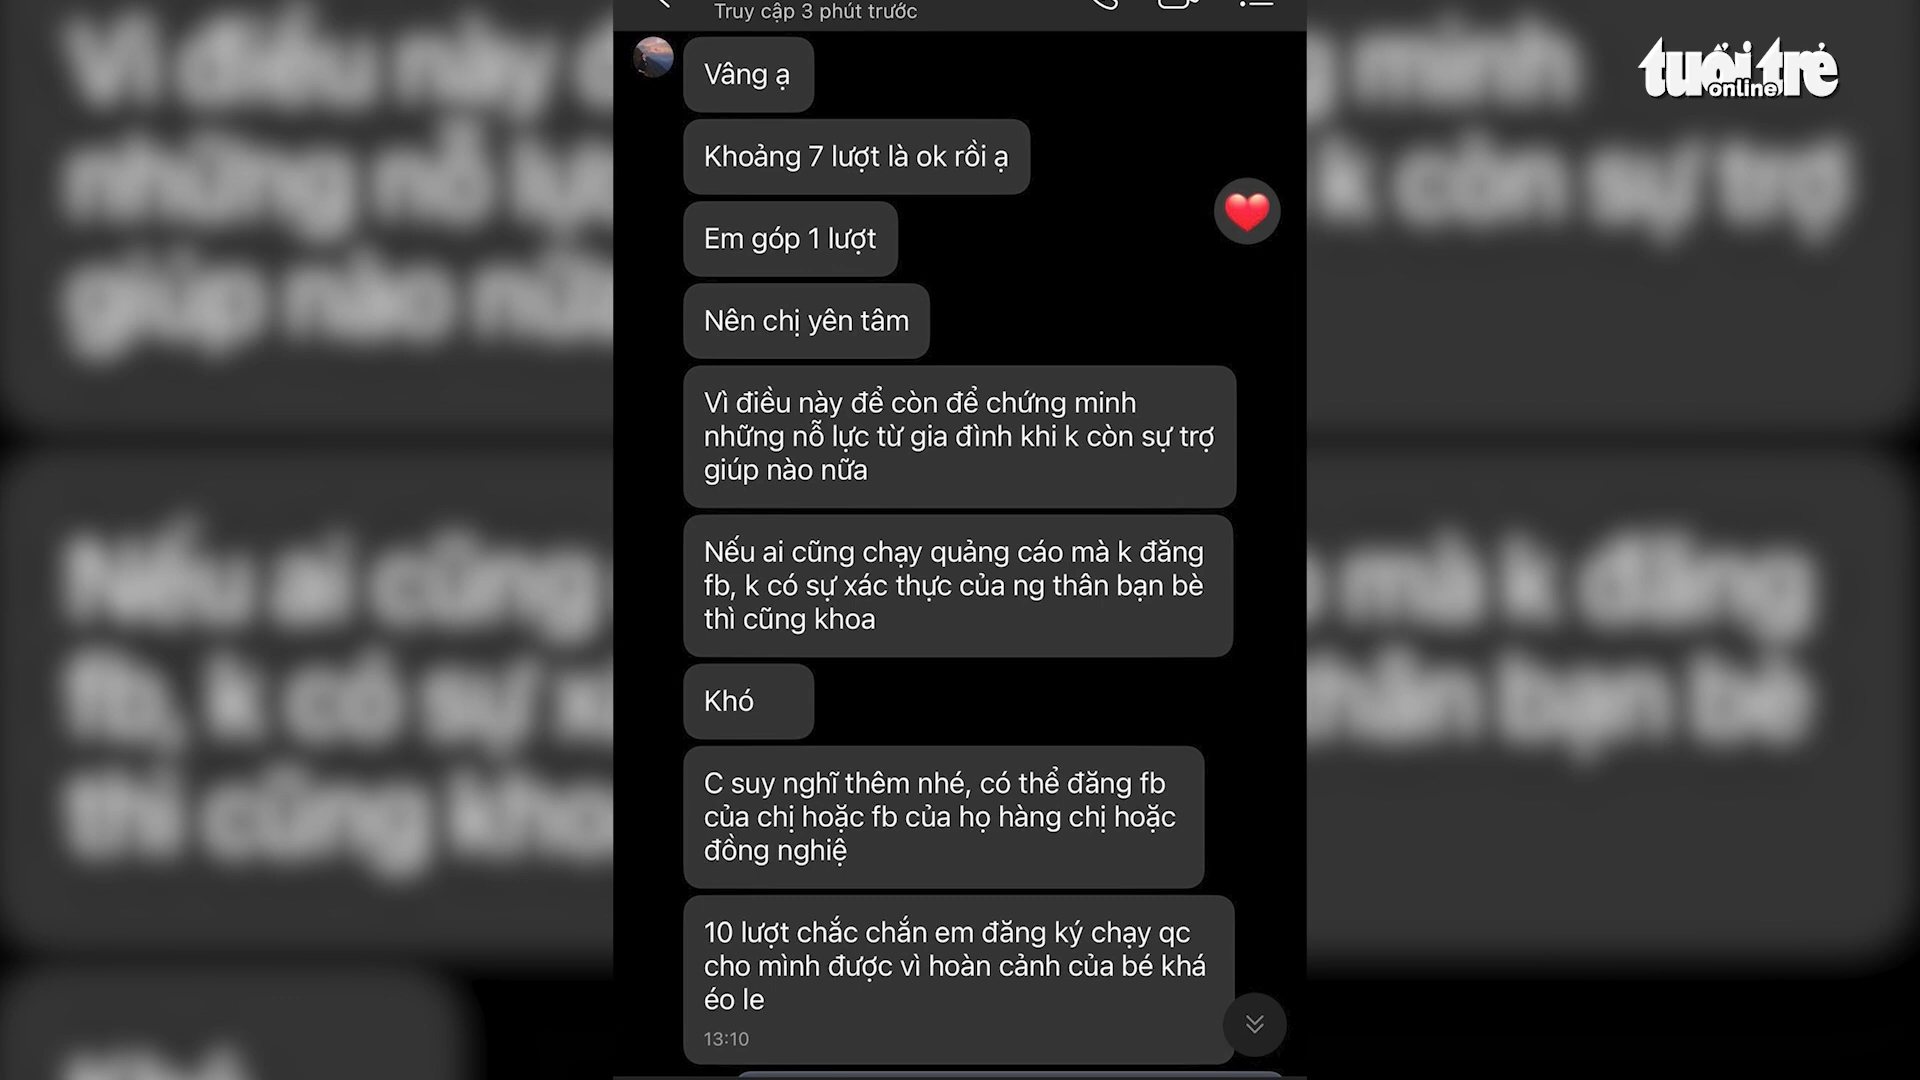 Truy cập 3 phút trước
tuổi trẻ
online
Vâng ạ
Khoảng 7 lượt là ok rồi ạ
Em góp 1 lượt
Nên chị yên tâm
Vì điều này để còn để chứng minh
những nỗ lực từ gia đình khi k còn sự trợ
giúp nào nữa
Nếu ai cũng chạy quảng cáo mà k đăng
fb, k có sự xác thực của ng thân bạn bè
thì cũng khoa
Khó
C suy nghĩ thêm nhé, có thể đăng fb
của chị hoặc fb của họ hàng chị hoặc
đồng nghiệ
10 lượt chắc chắn em đăng ký chạy qc
cho mình được vì hoàn cảnh của bé khá
éo le
13:10